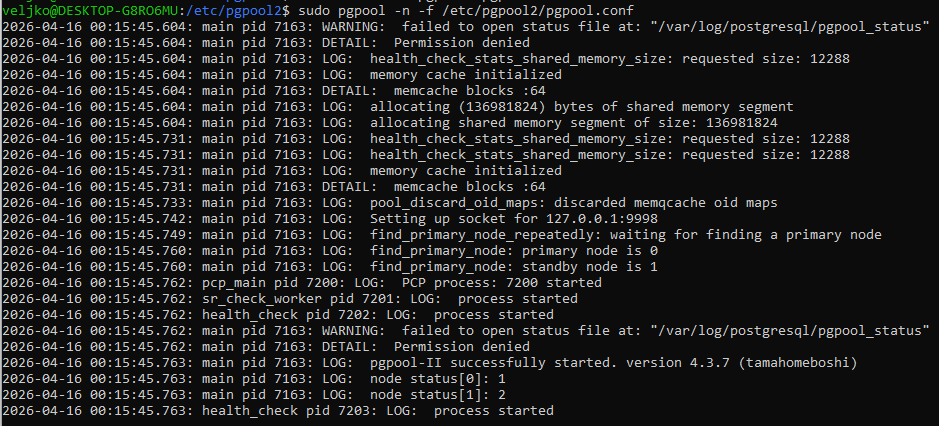 veljko@DESKTOP-G8RO6MU:/etc/pgpool2$ sudo pgpool -n -f /etc/pgpool2/pgpool.conf
2026-04-16 00:15:45.604: main pid 7163: WARNING:  failed to open status file at: "/var/log/postgresql/pgpool_status"
2026-04-16 00:15:45.604: main pid 7163: DETAIL:  Permission denied
2026-04-16 00:15:45.604: main pid 7163: LOG:  health_check_stats_shared_memory_size: requested size: 12288
2026-04-16 00:15:45.604: main pid 7163: LOG:  memory cache initialized
2026-04-16 00:15:45.604: main pid 7163: DETAIL:  memcache blocks :64
2026-04-16 00:15:45.604: main pid 7163: LOG:  allocating (136981824) bytes of shared memory segment
2026-04-16 00:15:45.604: main pid 7163: LOG:  allocating shared memory segment of size: 136981824
2026-04-16 00:15:45.731: main pid 7163: LOG:  health_check_stats_shared_memory_size: requested size: 12288
2026-04-16 00:15:45.731: main pid 7163: LOG:  health_check_stats_shared_memory_size: requested size: 12288
2026-04-16 00:15:45.731: main pid 7163: LOG:  memory cache initialized
2026-04-16 00:15:45.731: main pid 7163: DETAIL:  memcache blocks :64
2026-04-16 00:15:45.733: main pid 7163: LOG:  pool_discard_oid_maps: discarded memqcache oid maps
2026-04-16 00:15:45.742: main pid 7163: LOG:  Setting up socket for 127.0.0.1:9998
2026-04-16 00:15:45.749: main pid 7163: LOG:  find_primary_node_repeatedly: waiting for finding a primary node
2026-04-16 00:15:45.760: main pid 7163: LOG:  find_primary_node: primary node is 0
2026-04-16 00:15:45.760: main pid 7163: LOG:  find_primary_node: standby node is 1
2026-04-16 00:15:45.762: pcp_main pid 7200: LOG:  PCP process: 7200 started
2026-04-16 00:15:45.762: sr_check_worker pid 7201: LOG:  process started
2026-04-16 00:15:45.762: health_check pid 7202: LOG:  process started
2026-04-16 00:15:45.762: main pid 7163: WARNING:  failed to open status file at: "/var/log/postgresql/pgpool_status"
2026-04-16 00:15:45.762: main pid 7163: DETAIL:  Permission denied
2026-04-16 00:15:45.763: main pid 7163: LOG:  pgpool-II successfully started. version 4.3.7 (tamahomeboshi)
2026-04-16 00:15:45.763: main pid 7163: LOG:  node status[0]: 1
2026-04-16 00:15:45.763: main pid 7163: LOG:  node status[1]: 2
2026-04-16 00:15:45.763: health_check pid 7203: LOG:  process started